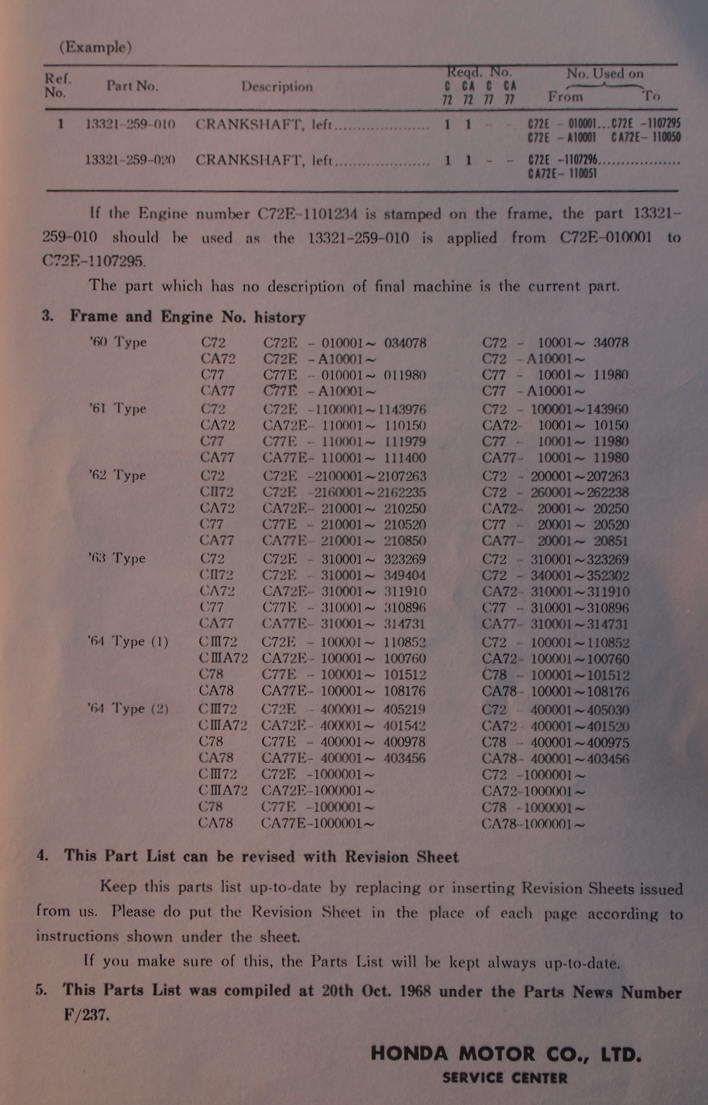 (Example)
Ref. No. Part No. Description Reqd. No. C 72 CA 72 C 77 CA 77 No. Used on From To
1 13321-259-010 CRANKSHAFT, left...................... 1 1 - - C72E - 010001...C72E -1107295
C72E - A10001 CA72E- 110050
13321-259-020 CRANKSHAFT, left...................... 1 1 - - C72E -1107296..................
CA72E- 110051
If the Engine number C72E-1101234 is stamped on the frame, the part 13321-
259-010 should be used as the 13321-259-010 is applied from C72E-010001 to
C72E-1107295.
The part which has no description of final machine is the current part.
3. Frame and Engine No. history
'60 Type C72 C72E - 010001~ 034078 C72 - 10001~ 34078
CA72 C72E - A10001~ C72 - A10001~
C77 C77E - 010001~ 011980 C77 - 10001~ 11980
CA77 C77E - A10001~ C77 - A10001~
'61 Type C72 C72E -1100001~1143976 C72 - 100001~143960
CA72 CA72E- 110001~ 110150 CA72- 10001~ 10150
C77 C77E - 110001~ 111979 C77 - 10001~ 11980
CA77 CA77E- 110001~ 111400 CA77- 10001~ 11980
'62 Type C72 C72E -2100001~2107263 C72 - 200001~207263
CII72 C72E -2160001~2162235 C72 - 260001~262238
CA72 CA72E- 210001~ 210250 CA72- 20001~ 20250
C77 C77E - 210001~ 210520 C77 - 20001~ 20520
CA77 CA77E- 210001~ 210850 CA77- 20001~ 20851
'63 Type C72 C72E - 310001~ 323269 C72 - 310001~323269
CII72 C72E - 310001~ 349404 C72 - 340001~352302
CA72 CA72E- 310001~ 311910 CA72- 310001~311910
C77 C77E - 310001~ 310896 C77 - 310001~310896
CA77 CA77E- 310001~ 314731 CA77- 310001~314731
'64 Type (1) CIII72 C72E - 100001~ 110852 C72 - 100001~110852
CIIIA72 CA72E- 100001~ 100760 CA72- 100001~100760
C78 C77E - 100001~ 101512 C78 - 100001~101512
CA78 CA77E- 100001~ 108176 CA78- 100001~108176
'64 Type (2) CIII72 C72E - 400001~ 405219 C72 - 400001~405030
CIIIA72 CA72E- 400001~ 401542 CA72- 400001~401520
C78 C77E - 400001~ 400978 C78 - 400001~400975
CA78 CA77E- 400001~ 403456 CA78- 400001~403456
CIII72 C72E -1000001~ C72 -1000001~
CIIIA72 CA72E-1000001~ CA72-1000001~
C78 C77E -1000001~ C78 -1000001~
CA78 CA77E-1000001~ CA78-1000001~
4. This Part List can be revised with Revision Sheet
Keep this parts list up-to-date by replacing or inserting Revision Sheets issued
from us. Please do put the Revision Sheet in the place of each page according to
instructions shown under the sheet.
If you make sure of this, the Parts List will be kept always up-to-date.
5. This Parts List was compiled at 20th Oct. 1968 under the Parts News Number
F/237.
HONDA MOTOR CO., LTD.
SERVICE CENTER